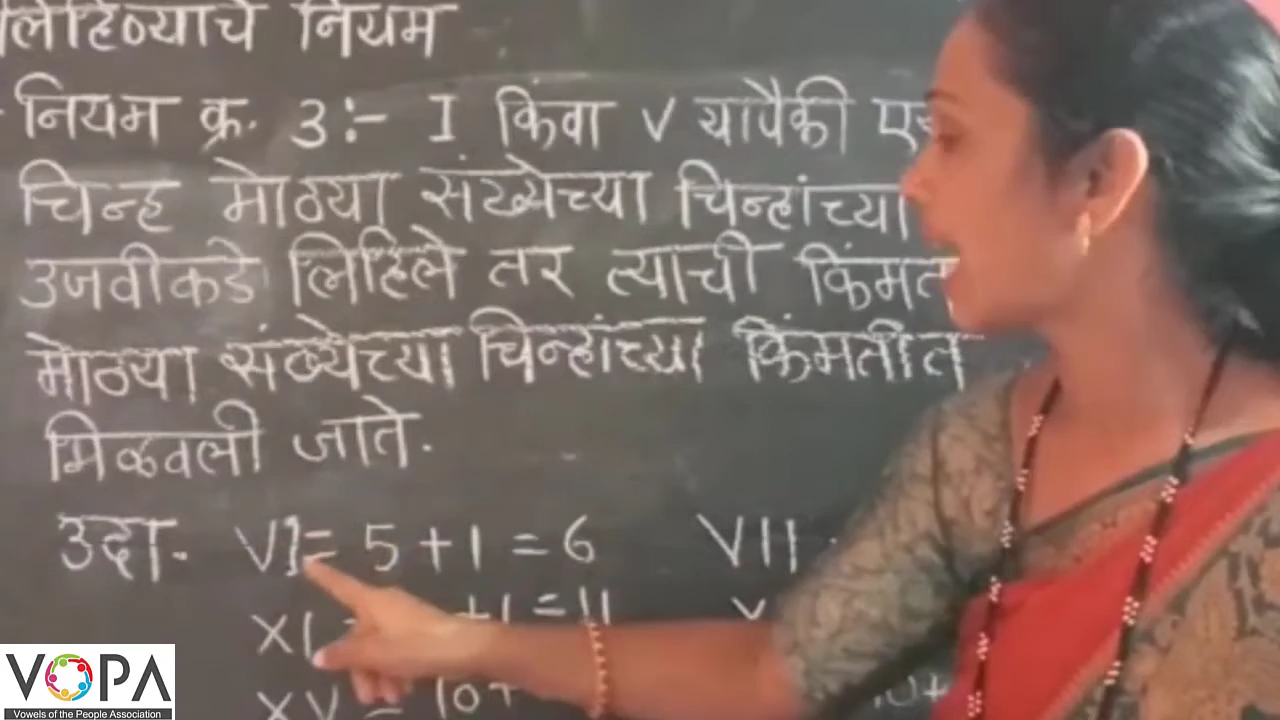 लिहिण्याचे नियम
नियम क्र. 3:- I किंवा V यापैकी
चिन्ह मोठ्या संख्येच्या चिन्हांच्या
उजवीकडे लिहिले तर त्याची किंमत
मोठ्या संख्येच्या चिन्हांच्या किंमतीत
मिळवली जाते.
उदा. VI= 5+1=6 VII
XI +1=11
XV = 10+ 10+
VOPA
Vowels of the People Association